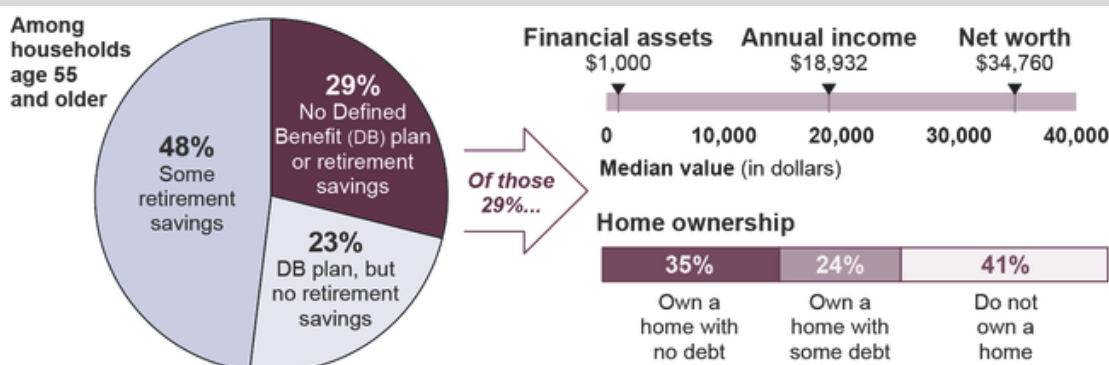 Among
households
age 55
and older
29%
No Defined
Benefit (DB) plan
or retirement
savings
48%
Some
retirement
savings
23%
DB plan, but
no retirement
savings
Of those
29%...
Financial assets Annual income Net worth
$1,000 $18,932 $34,760
0 10,000 20,000 30,000 40,000
Median value (in dollars)
Home ownership
35% 24% 41%
Own a
home with
no debt
Own a
home with
some debt
Do not
own a
home